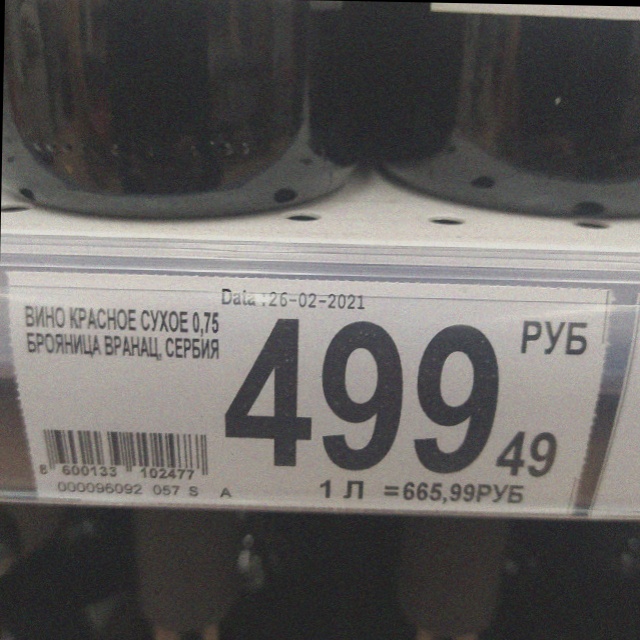 Data :26-02-2021
ВИНО КРАСНОЕ СУХОЕ 0,75
БРОЯНИЦА ВРАНАЦ, СЕРБИЯ
499 49 РУБ
8 600133 102477
000096092 057 S A
1 Л =665,99РУБ